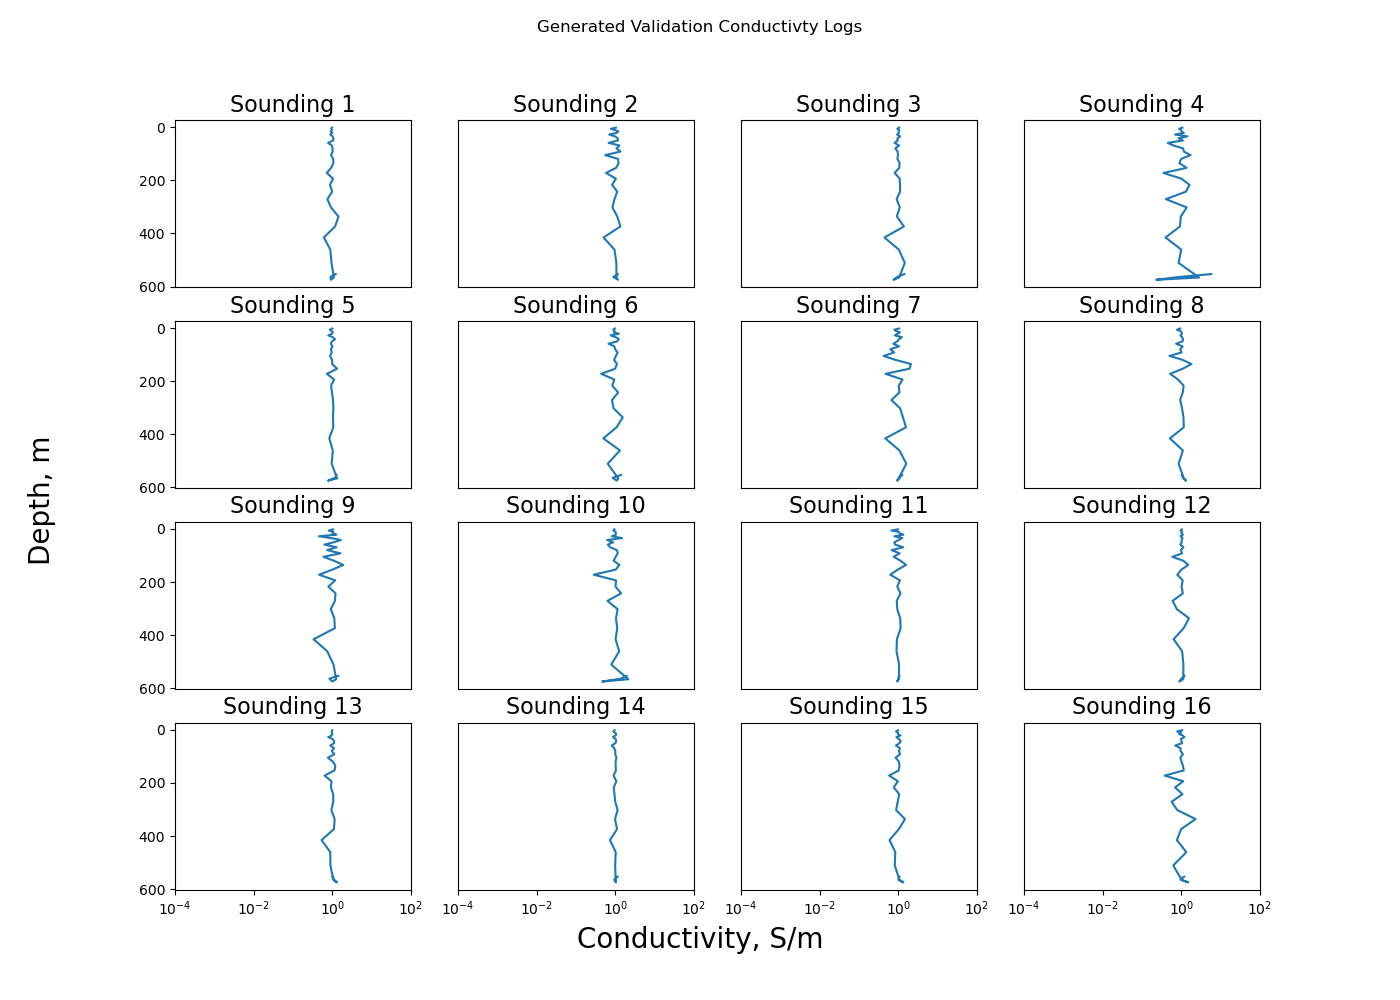 Generated Validation Conductivty Logs
Sounding 1 Sounding 2 Sounding 3 Sounding 4
0
200
400
600
Sounding 5 Sounding 6 Sounding 7 Sounding 8
0
200
400
600
Sounding 9 Sounding 10 Sounding 11 Sounding 12
0
200
400
600
Sounding 13 Sounding 14 Sounding 15 Sounding 16
0
200
400
600
10⁻⁴ 10⁻² 10⁰ 10² 10⁻⁴ 10⁻² 10⁰ 10² 10⁻⁴ 10⁻² 10⁰ 10² 10⁻⁴ 10⁻² 10⁰ 10²
Depth, m
Conductivity, S/m